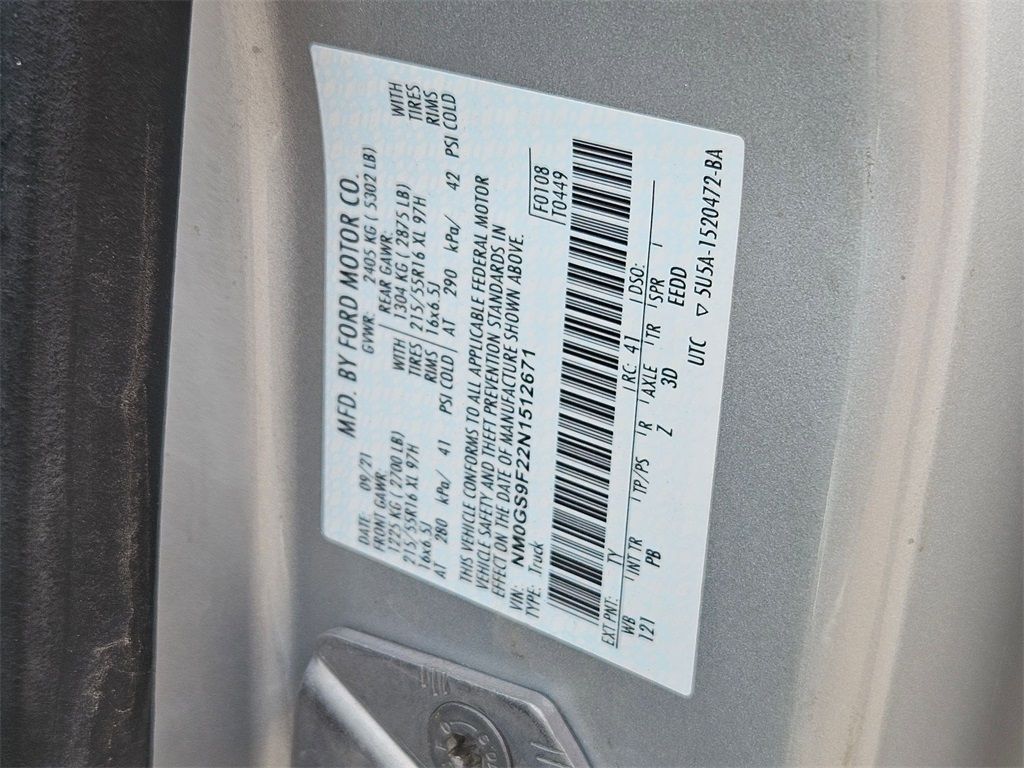 MFD. BY FORD MOTOR CO.
DATE: 09/21 GVWR: 2405 KG ( 5302 LB)
FRONT GAWR: REAR GAWR: WITH
1225 KG ( 2700 LB) WITH 1304 KG ( 2875 LB) TIRES
215/55R16 XL 97H TIRES 215/55R16 XL 97H RIMS
16x6.5J RIMS 16x6.5J
AT 280 kPa/ 41 PSI COLD AT 290 kPa/ 42 PSI COLD
THIS VEHICLE CONFORMS TO ALL APPLICABLE FEDERAL MOTOR
VEHICLE SAFETY AND THEFT PREVENTION STANDARDS IN
EFFECT ON THE DATE OF MANUFACTURE SHOWN ABOVE.
VIN: NM0GS9F22N1512671 F0108
TYPE: Truck T0449
EXT PNT: TY RC: 41 DSO:
WB INT TR TP/PS R AXLE TR SPR
121 PB Z 3D EEDD
UTC ▽ 5U5A-1520472-BA